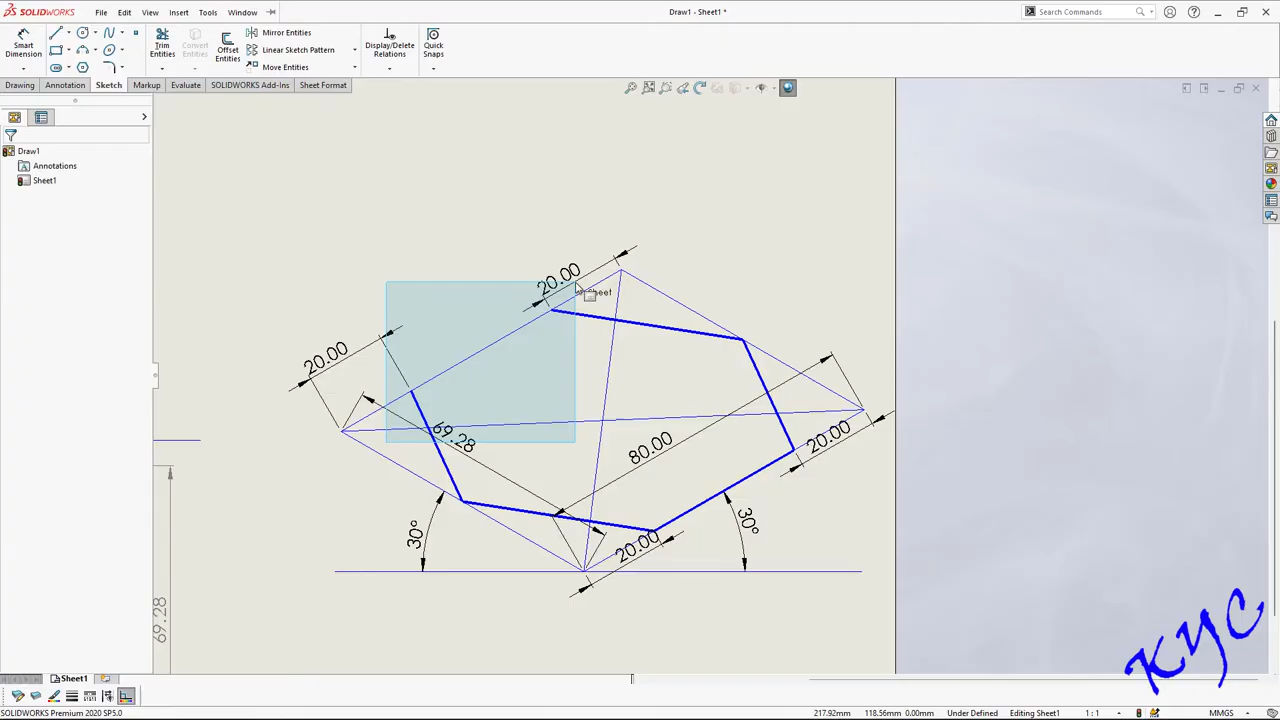 SOLIDWORKS File Edit View Insert Tools Window Draw1 - Sheet1 * Search Commands
Smart Dimension
Trim Entities
Convert Entities
Offset Entities
Mirror Entities
Linear Sketch Pattern
Move Entities
Display/Delete Relations
Quick Snaps
Drawing Annotation Sketch Markup Evaluate SOLIDWORKS Add-Ins Sheet Format
Draw1
Annotations
Sheet1
20.00
Sheet
20.00
69.28
80.00
20.00
30°
30°
20.00
69.28
KYC
Sheet1
SOLIDWORKS Premium 2020 SP5.0 217.92mm 118.56mm 0.00mm Under Defined Editing Sheet1 1 : 1 MMGS